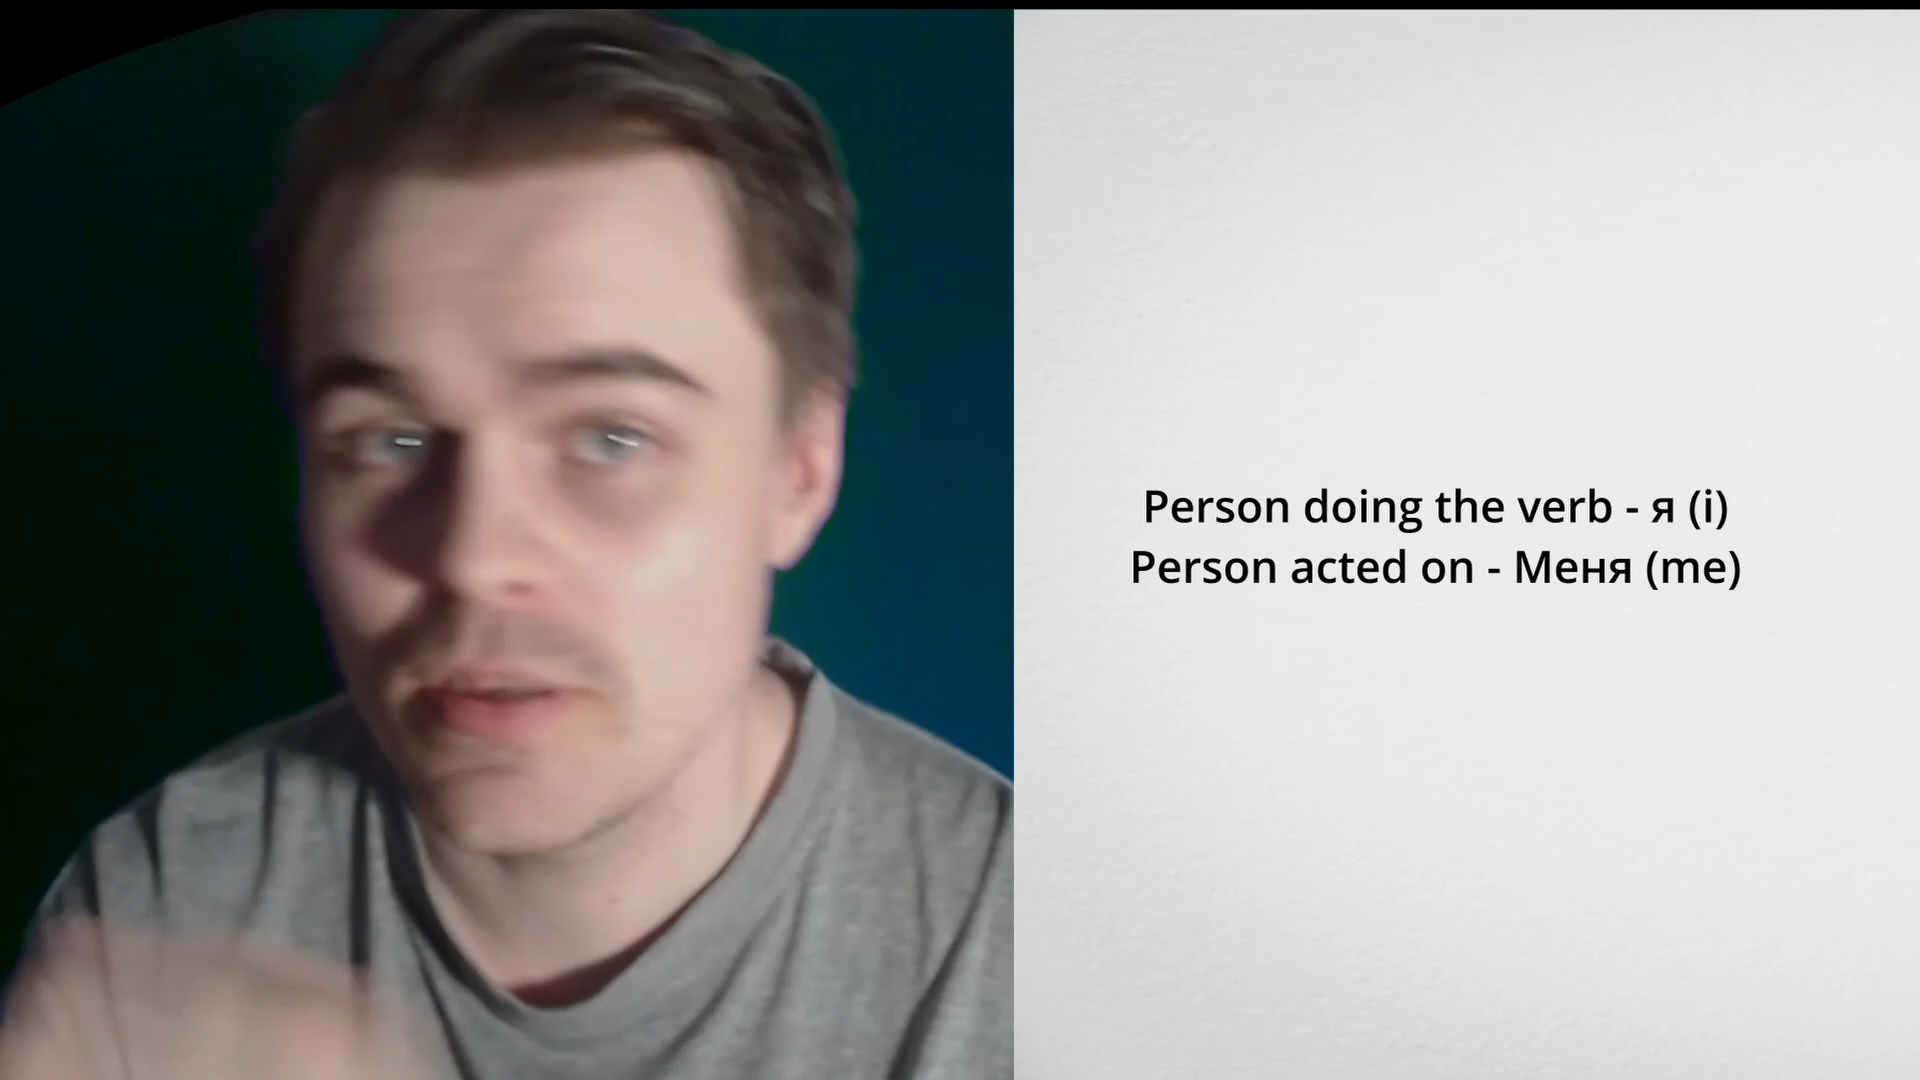 Person doing the verb - я (i)
Person acted on - Меня (me)